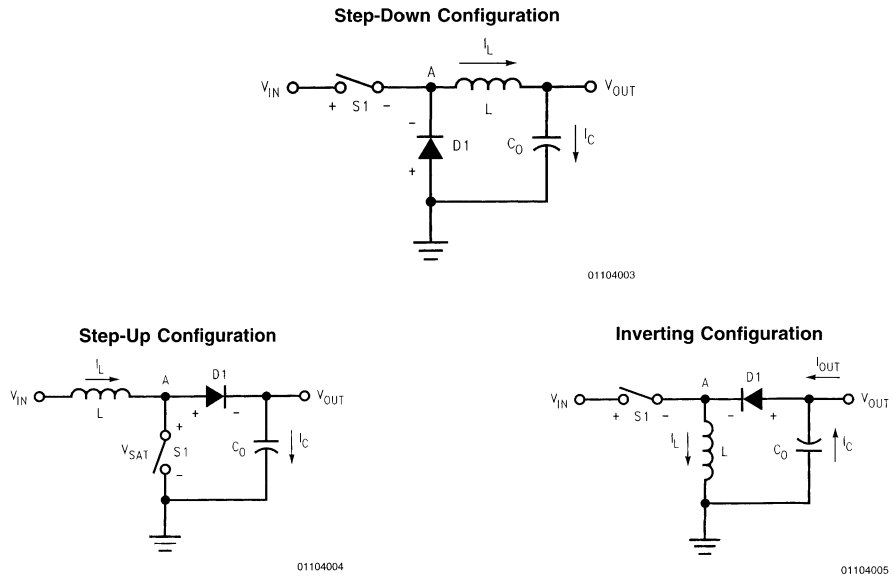 Step-Down Configuration
I_L
V_IN
A
V_OUT
+ S1 -
L
-
D1
C_O
I_C
+
01104003
Step-Up Configuration
I_L
A
D1
V_IN
V_OUT
L
+ -
+
V_SAT
S1
C_O
I_C
-
01104004
Inverting Configuration
I_OUT
A
D1
V_IN
V_OUT
+ S1 -
- +
I_L
L
C_O
I_C
01104005